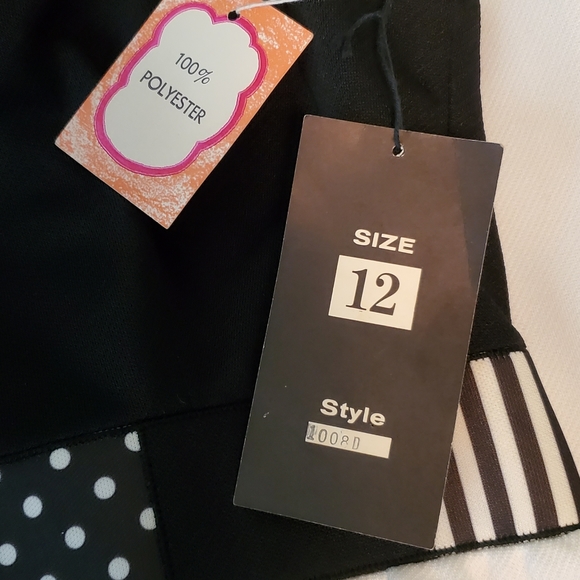 100%
POLYESTER
SIZE
12
Style
1008D